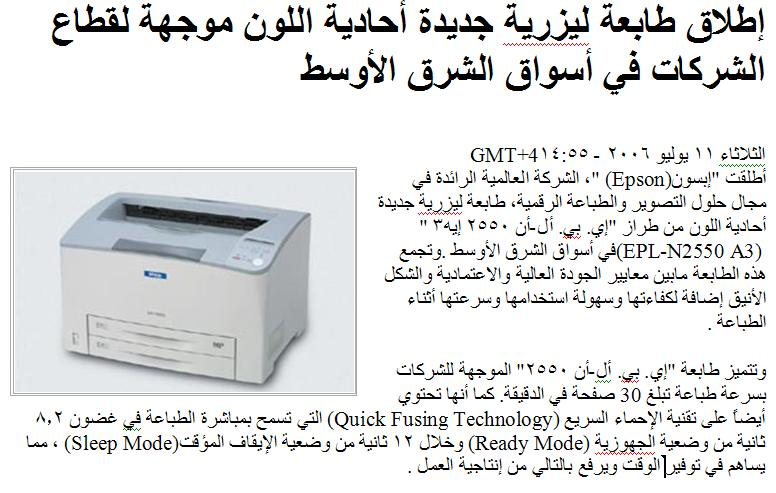 إطلاق طابعة ليزرية جديدة أحادية اللون موجهة لقطاع
الشركات في أسواق الشرق الأوسط
الثلاثاء ١١ يوليو ٢٠٠٦ - ١٤:٥٥ GMT+4
أطلقت "إبسون(Epson) "، الشركة العالمية الرائدة في
مجال حلول التصوير والطباعة الرقمية، طابعة ليزرية جديدة
أحادية اللون من طراز "إي. بي. أل-أن ٢٥٥٠ إيه٣ "
(EPL-N2550 A3)في أسواق الشرق الأوسط .وتجمع
هذه الطابعة مابين معايير الجودة العالية والاعتمادية والشكل
الأنيق إضافة لكفاءتها وسهولة استخدامها وسرعتها أثناء
الطباعة .
وتتميز طابعة "إي. بي. أل-أن ٢٥٥٠" الموجهة للشركات
بسرعة طباعة تبلغ 30 صفحة في الدقيقة. كما أنها تحتوي
أيضاً على تقنية الإحماء السريع (Quick Fusing Technology) التي تسمح بمباشرة الطباعة في غضون ٨,٢
ثانية من وضعية الجهوزية (Ready Mode) وخلال ١٢ ثانية من وضعية الإيقاف المؤقت(Sleep Mode) ، مما
يساهم في توفير الوقت ويرفع بالتالي من إنتاجية العمل .
EPSON